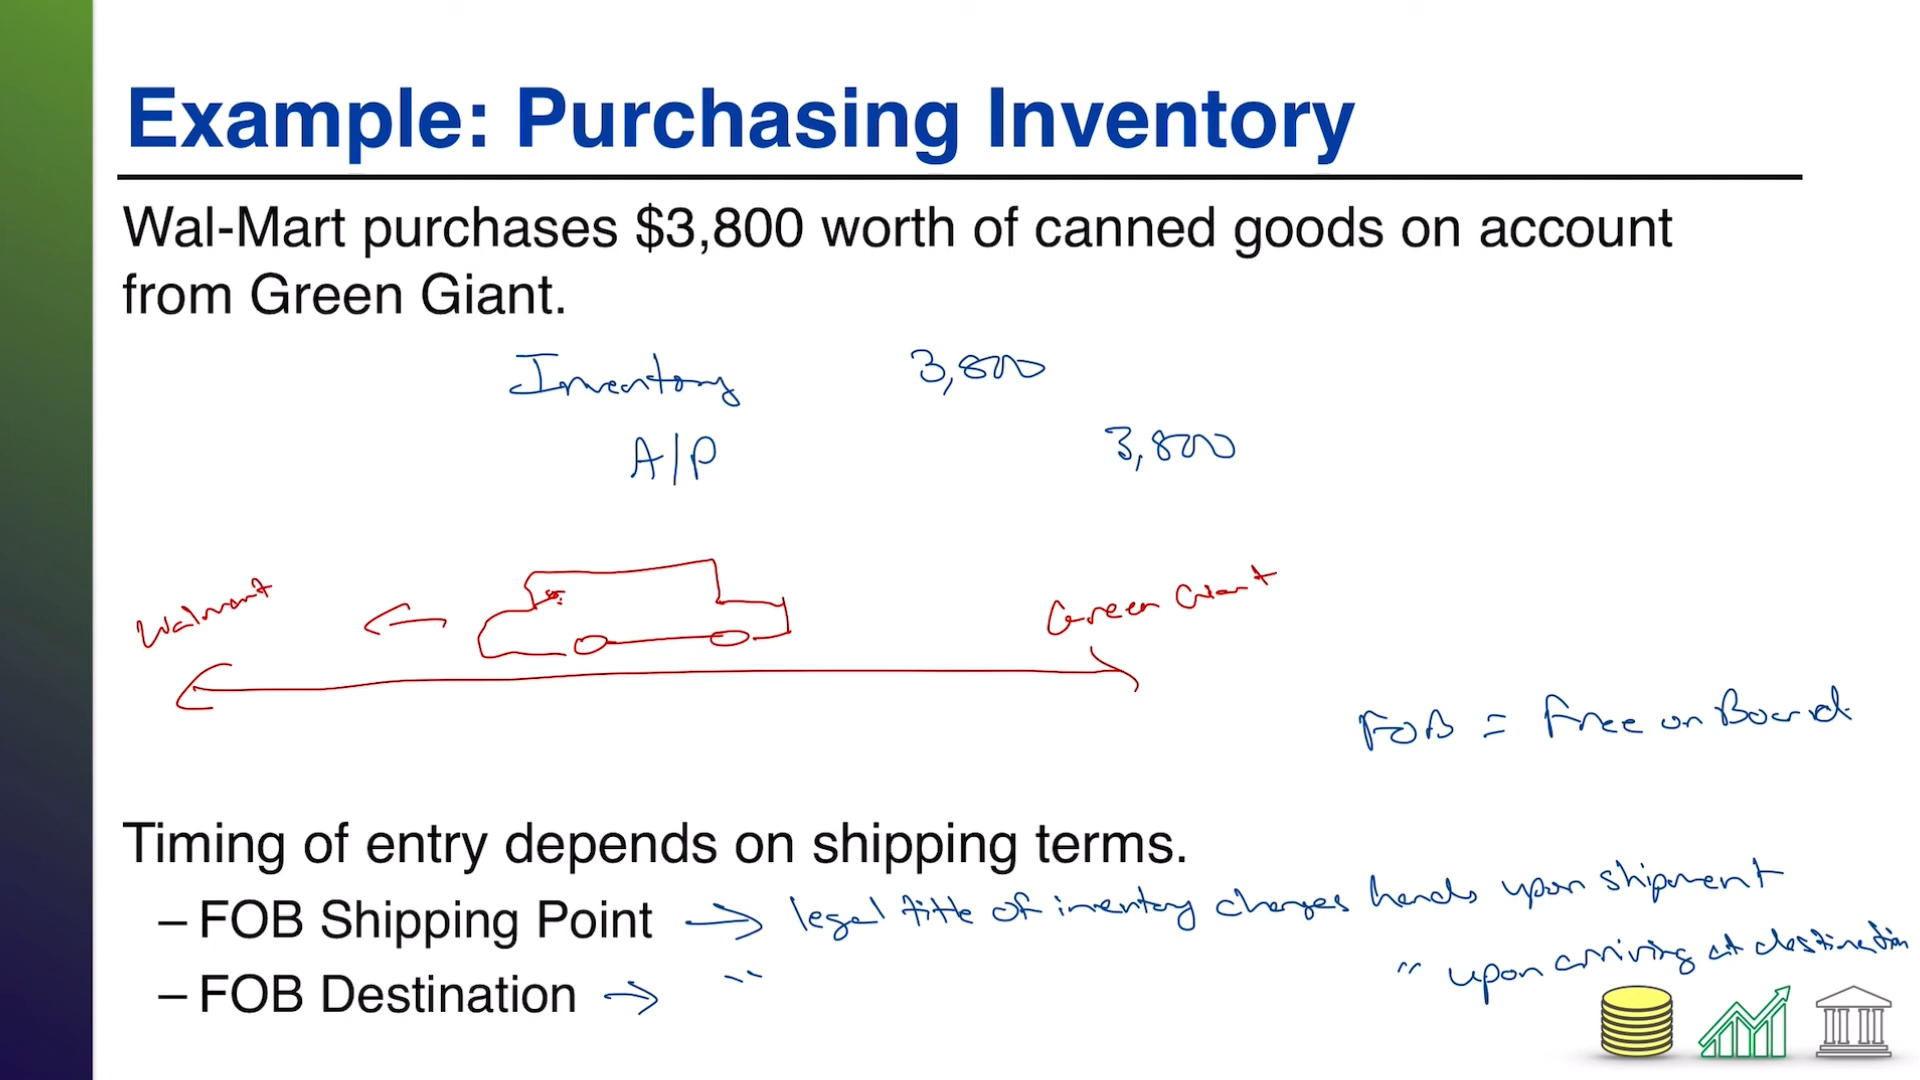 Example: Purchasing Inventory
Wal-Mart purchases $3,800 worth of canned goods on account
from Green Giant.
Inventory 3,800
A/P 3,800
Walmart
Green Giant
FOB = Free on Board
Timing of entry depends on shipping terms.
– FOB Shipping Point → legal title of inventory changes hands upon shipment
– FOB Destination → " " upon arriving at destination